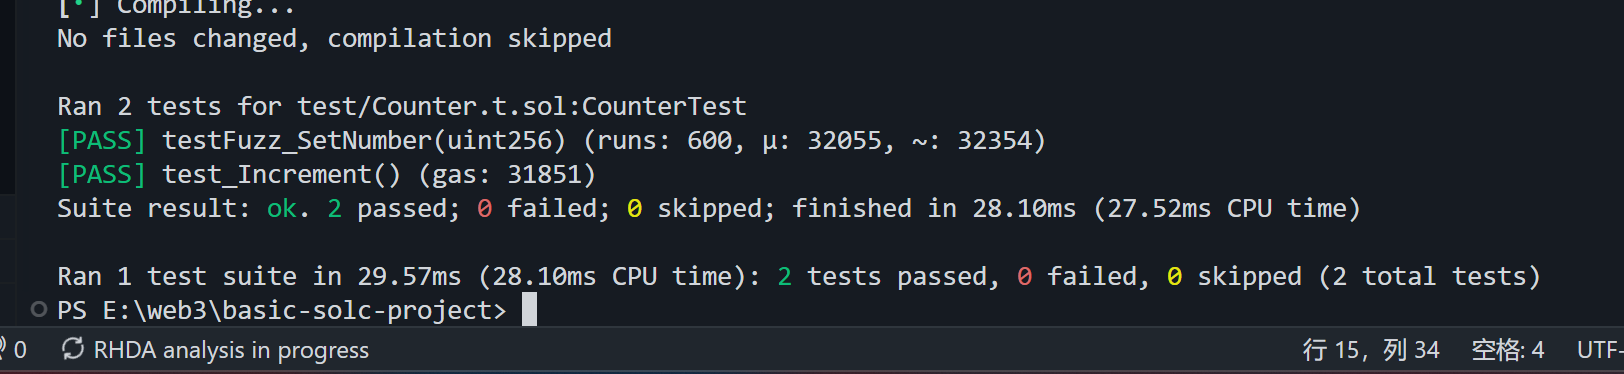 [⠂] Compiling...
No files changed, compilation skipped
Ran 2 tests for test/Counter.t.sol:CounterTest
[PASS] testFuzz_SetNumber(uint256) (runs: 600, μ: 32055, ~: 32354)
[PASS] test_Increment() (gas: 31851)
Suite result: ok. 2 passed; 0 failed; 0 skipped; finished in 28.10ms (27.52ms CPU time)
Ran 1 test suite in 29.57ms (28.10ms CPU time): 2 tests passed, 0 failed, 0 skipped (2 total tests)
PS E:\web3\basic-solc-project>
0 RHDA analysis in progress 行 15，列 34 空格: 4 UTF-